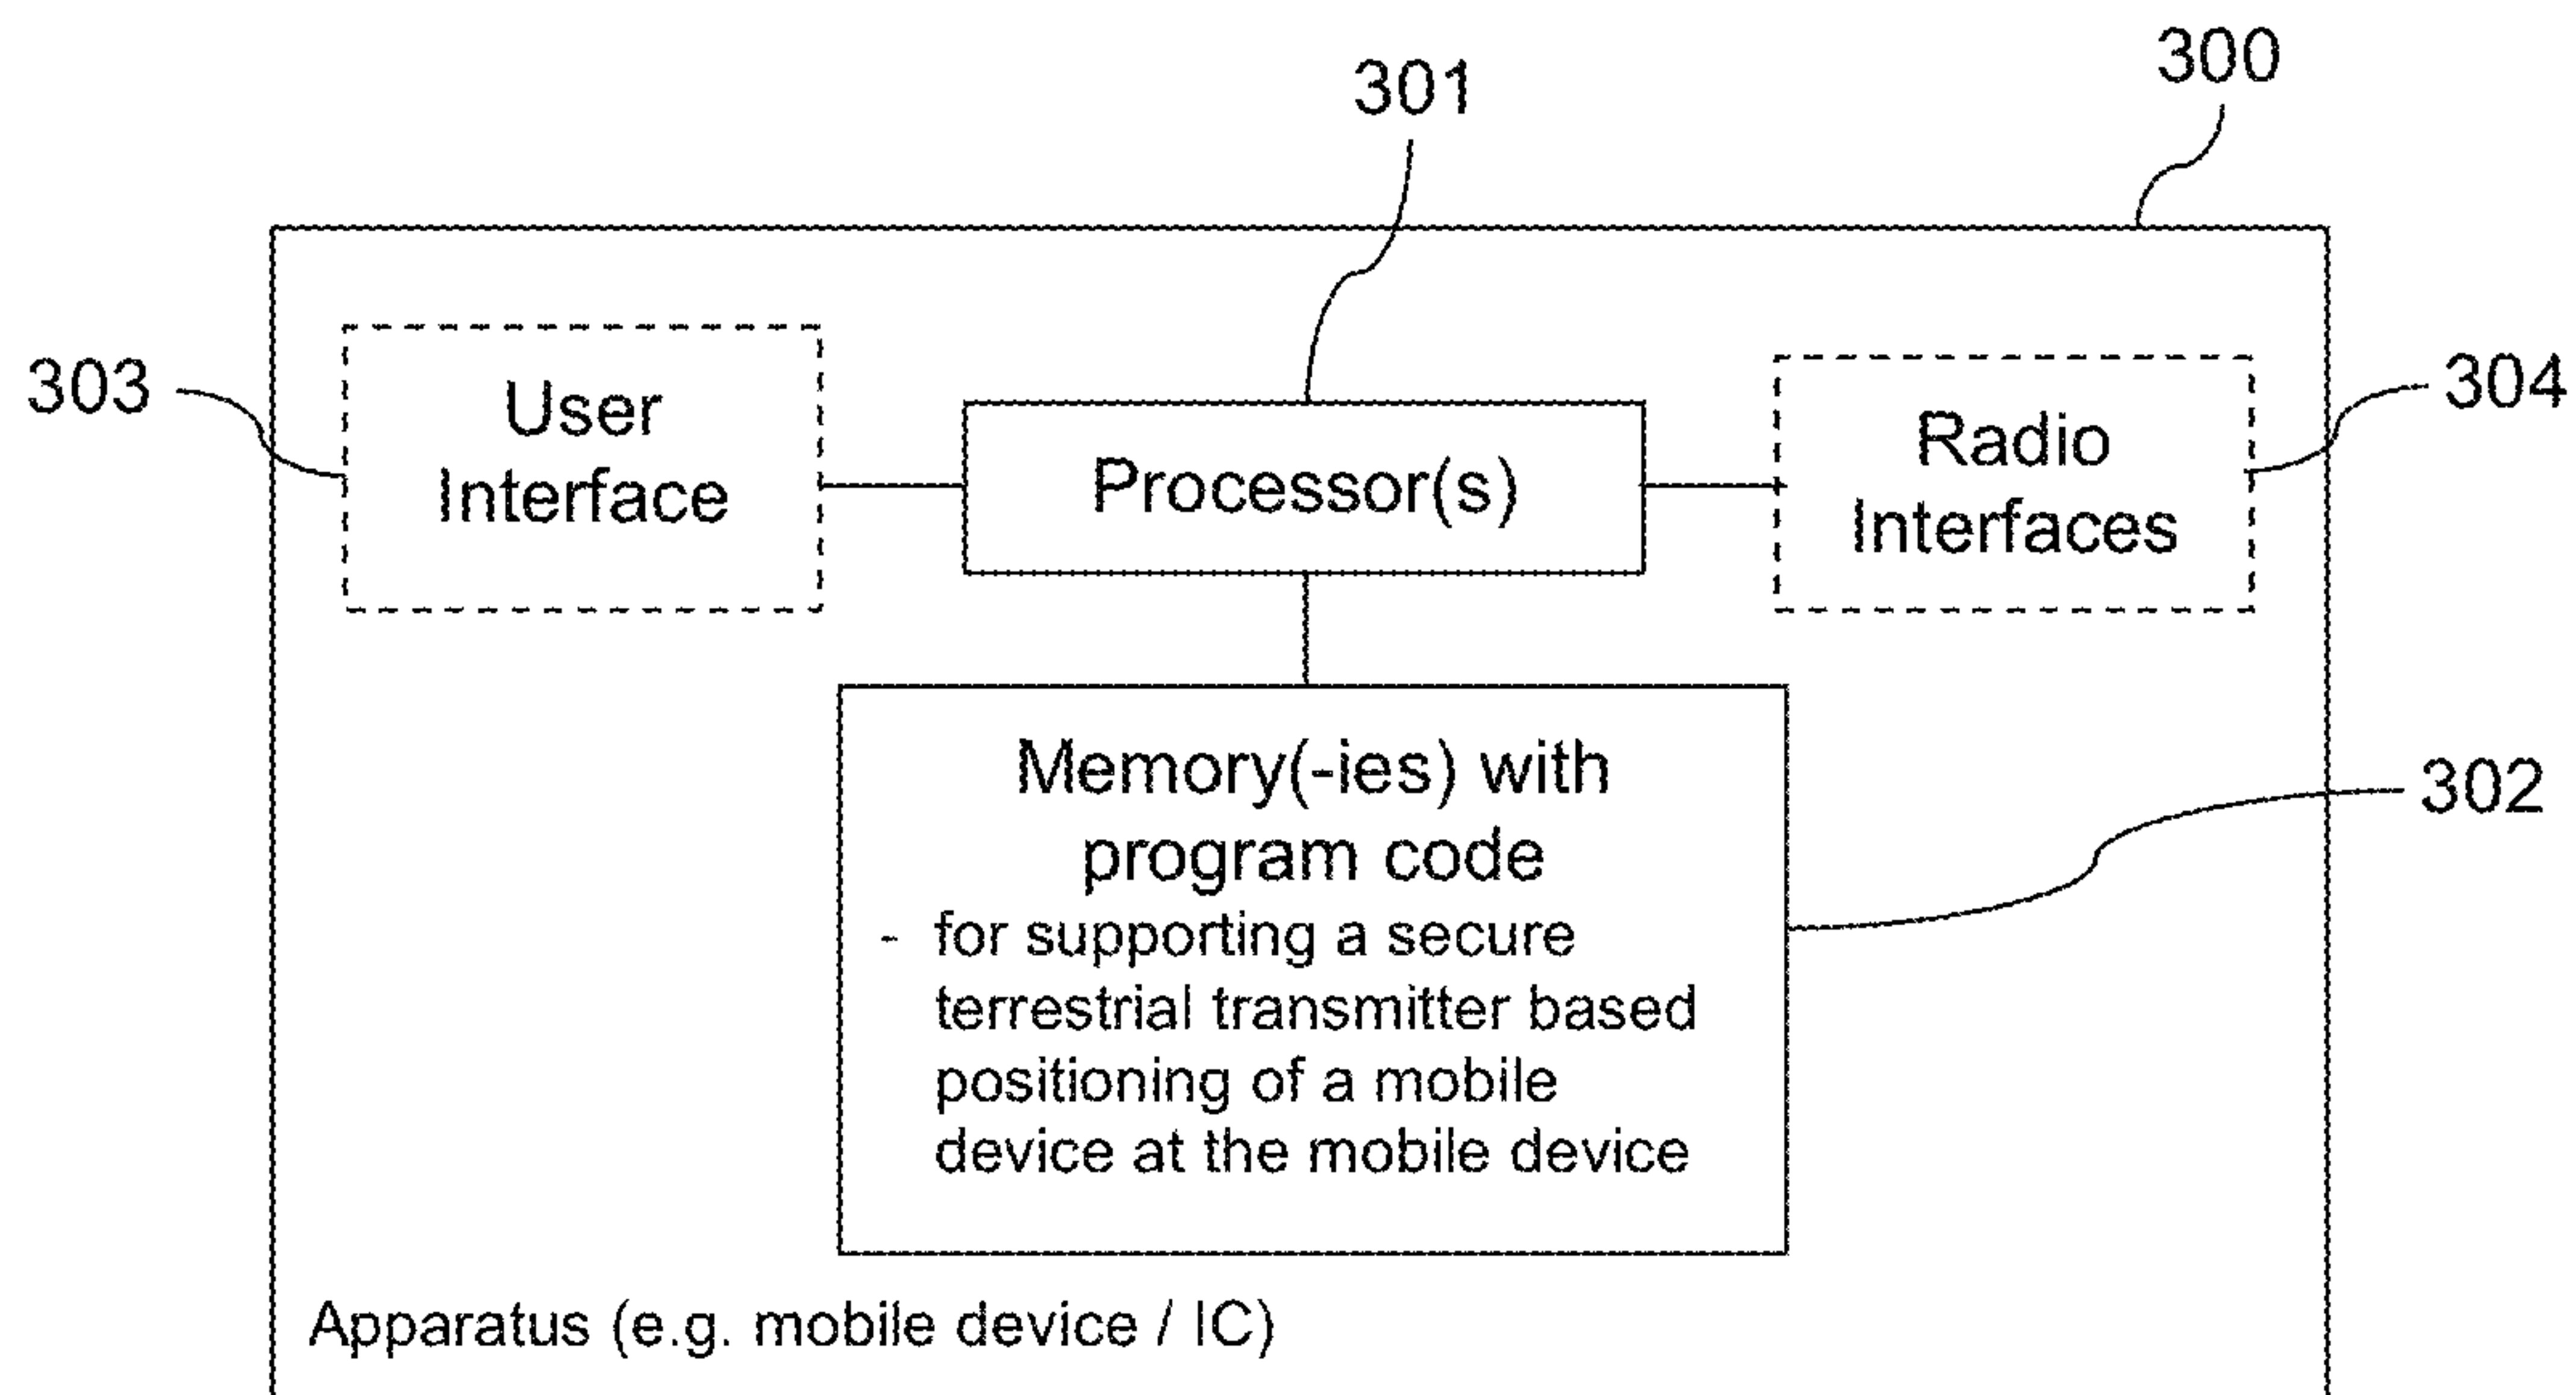 300
301
303
User
Interface
Processor(s)
Radio
Interfaces
304
Memory(-ies) with
program code
- for supporting a secure
terrestrial transmitter based
positioning of a mobile
device at the mobile device
302
Apparatus (e.g. mobile device / IC)